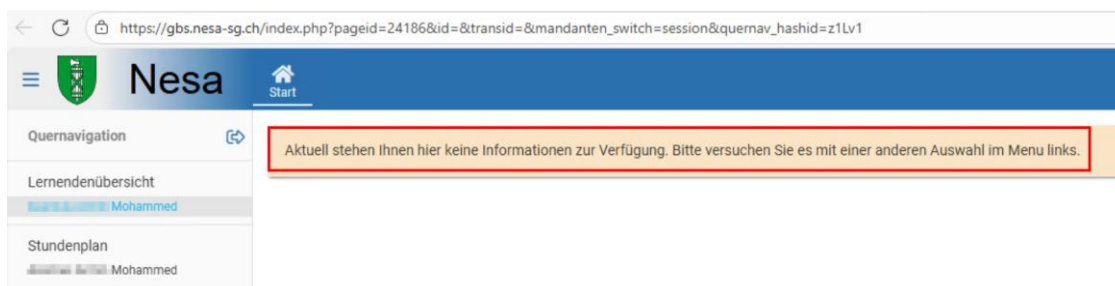 https://gbs.nesa-sg.ch/index.php?pageid=24186&id=&transid=&mandanten_switch=session&quernav_hashid=z1Lv1
Nesa
Start
Quernavigation
Aktuell stehen Ihnen hier keine Informationen zur Verfügung. Bitte versuchen Sie es mit einer anderen Auswahl im Menu links.
Lernendenübersicht
Mohammed
Stundenplan
Mohammed